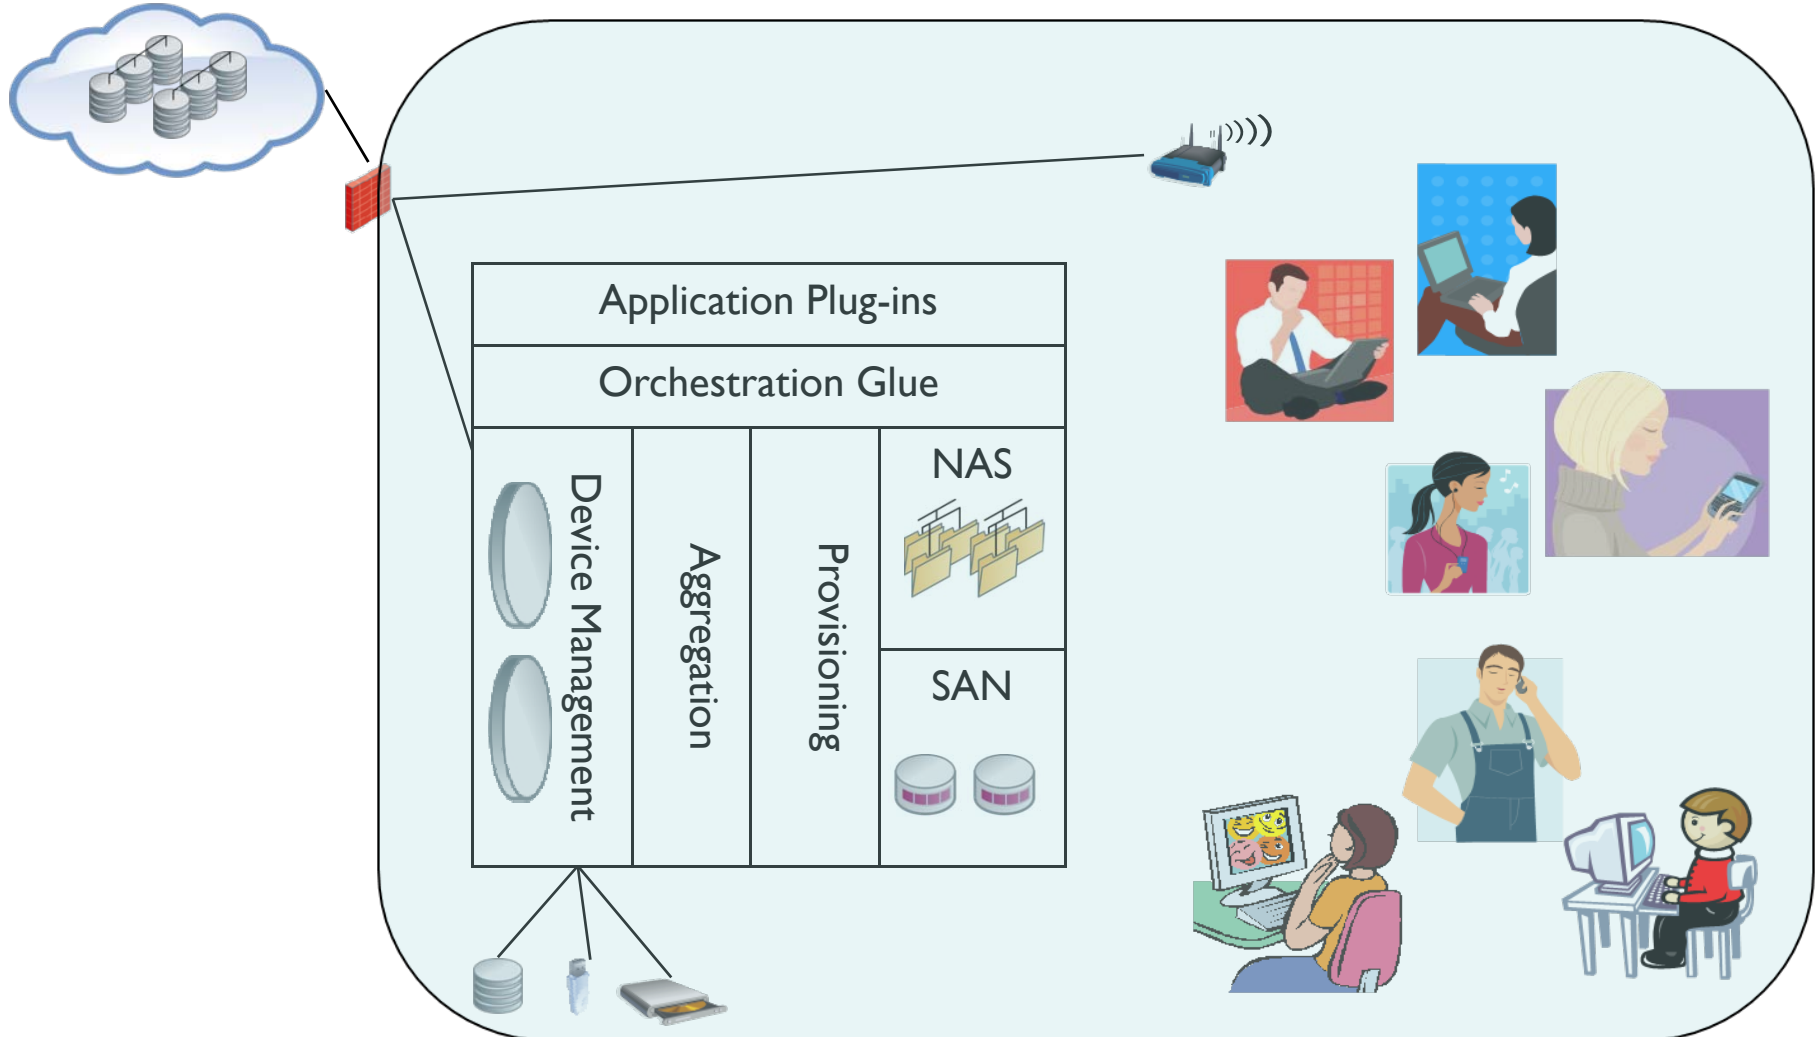 Application Plug-ins
Orchestration Glue
Device Management
Aggregation
Provisioning
NAS
SAN